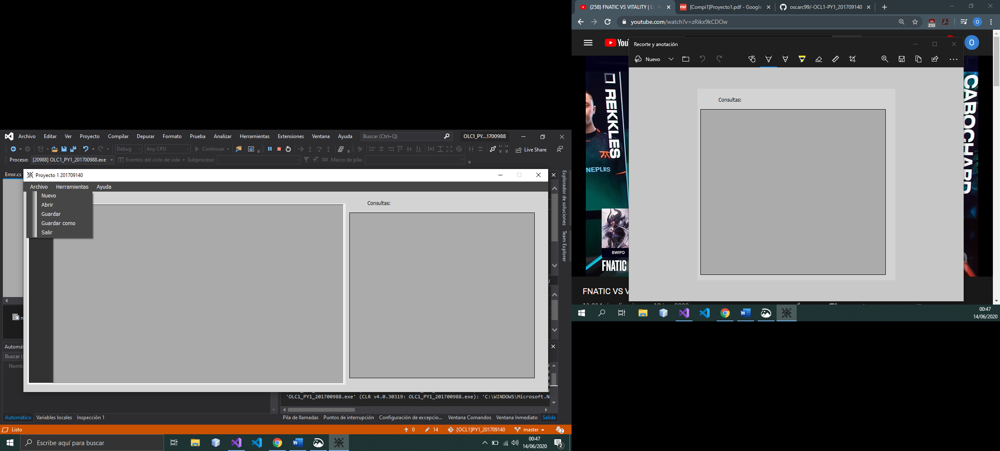 Archivo Editar Ver Proyecto Compilar Depurar Formato Prueba Analizar Herramientas Extensiones Ventana Ayuda Buscar (Ctrl+Q) OLC1_PY...1700988
Debug Any CPU Continuar Live Share
Proceso: [20988] OLC1_PY1_201700988.exe Eventos del ciclo de vida Subproceso: Marco de pila:
Error.cs
Proyecto 1 201709140
Archivo Herramientas Ayuda
Nuevo
Abrir
Guardar
Guardar como
Salir
Consultas:
Explorador de soluciones
Team Explorer
Automá
Buscar (
Nomb
'OLC1_PY1_201700988.exe' (CLR v4.0.30319: OLC1_PY1_201700988.exe): 'C:\WINDOWS\Microsoft.N
Automático Variables locales Inspección 1
Pila de llamadas Puntos de interrupción Configuración de excepcio... Ventana Comandos Ventana Inmediato Salida
Listo 0 14 [OCL1]PY1_201709140 master 2
Escribe aquí para buscar
00:47
14/06/2020
2
(258) FNATIC VS VITALITY | L
[Compi1]Proyecto1.pdf - Google
oscarc99/-OCL1-PY1_201709140
youtube.com/watch?v=zRikx9kCDOw
233
O
You
O
Recorte y anotación
Nuevo
Consultas:
REKKLES
NEPLUS
CABOCHARD
BWIPO
FNATIC
FNATIC VS V
00:47
14/06/2020